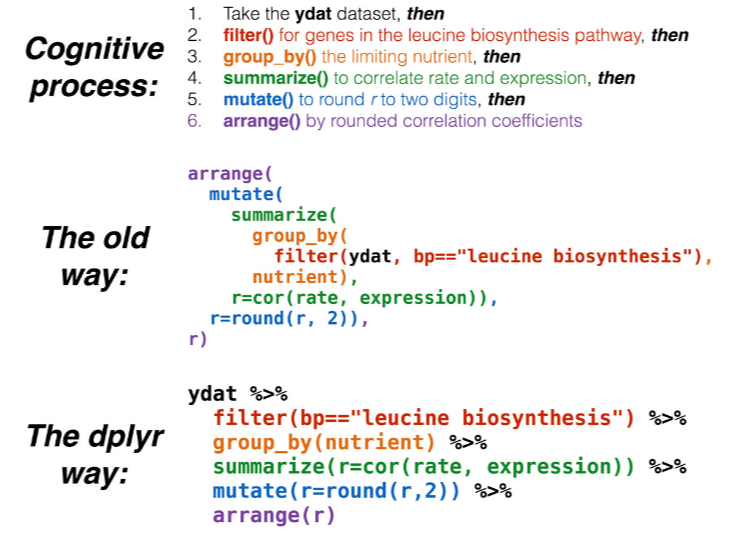 Cognitive
process:
1. Take the ydat dataset, then
2. filter() for genes in the leucine biosynthesis pathway, then
3. group_by() the limiting nutrient, then
4. summarize() to correlate rate and expression, then
5. mutate() to round r to two digits, then
6. arrange() by rounded correlation coefficients
The old
way:
arrange(
  mutate(
    summarize(
      group_by(
        filter(ydat, bp=="leucine biosynthesis"),
      nutrient),
    r=cor(rate, expression)),
  r=round(r, 2)),
r)
The dplyr
way:
ydat %>%
  filter(bp=="leucine biosynthesis") %>%
  group_by(nutrient) %>%
  summarize(r=cor(rate, expression)) %>%
  mutate(r=round(r,2)) %>%
  arrange(r)